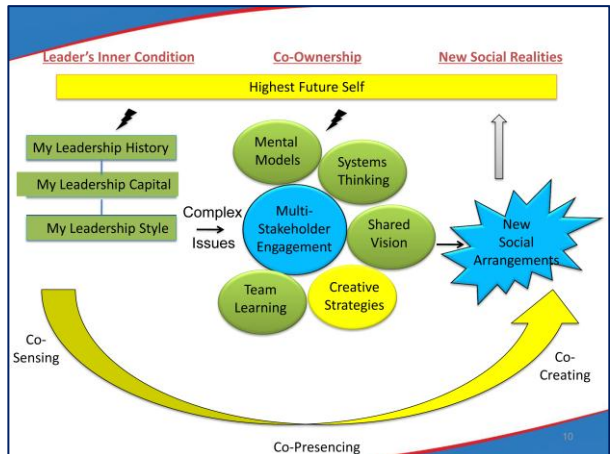 Leader's Inner Condition
Co-Ownership
New Social Realities
Highest Future Self
My Leadership History
My Leadership Capital
My Leadership Style
Complex
Issues
Mental
Models
Systems
Thinking
Multi-
Stakeholder
Engagement
Shared
Vision
Team
Learning
Creative
Strategies
New
Social
Arrangements
Co-
Sensing
Co-Presencing
Co-
Creating
10